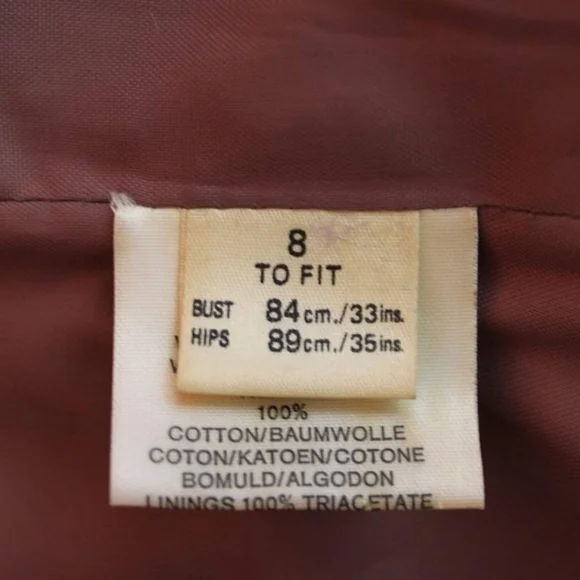 8
TO FIT
BUST 84cm./33ins.
HIPS 89cm./35ins.
100%
COTTON/BAUMWOLLE
COTON/KATOEN/COTONE
BOMULD/ALGODON
LININGS 100% TRIACETATE